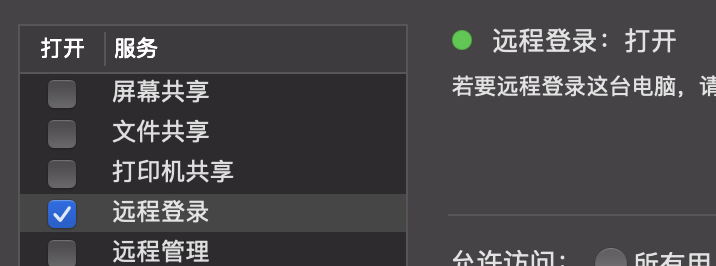 打开 服务
屏幕共享
文件共享
打印机共享
远程登录
远程管理
远程登录：打开
若要远程登录这台电脑，请
允许访问： 所有用